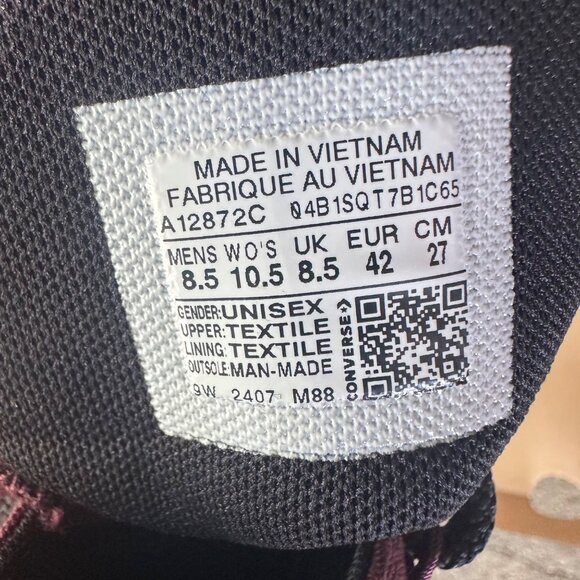 MADE IN VIETNAM
FABRIQUE AU VIETNAM
A12872C 04B1SQT7B1C65
MENS WO'S UK EUR CM
8.5 10.5 8.5 42 27
GENDER:UNISEX
UPPER:TEXTILE
LINING:TEXTILE
OUTSOLE:MAN-MADE
9W 2407 M88
CONVERSE